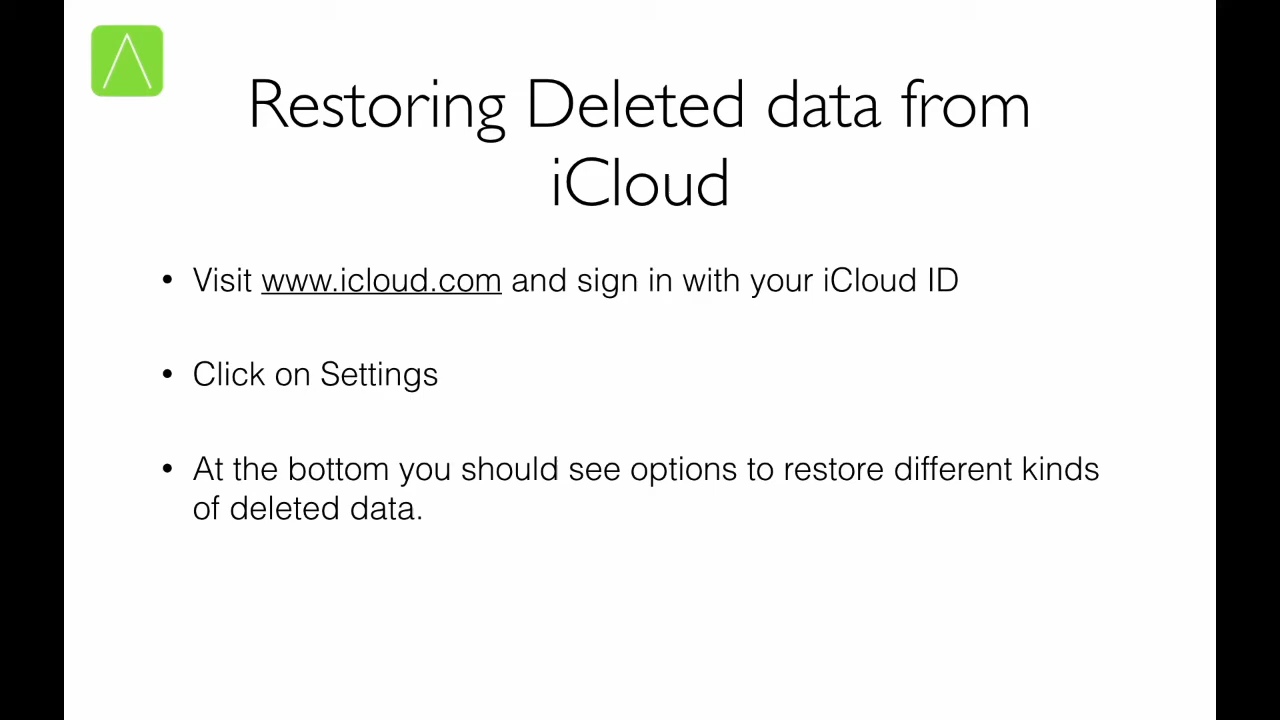 Restoring Deleted data from
iCloud
• Visit www.icloud.com and sign in with your iCloud ID
• Click on Settings
• At the bottom you should see options to restore different kinds
of deleted data.